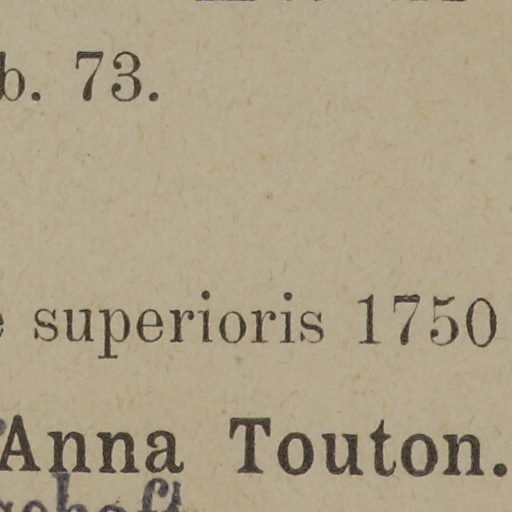 b. 73.
superioris 1750
Anna Touton.